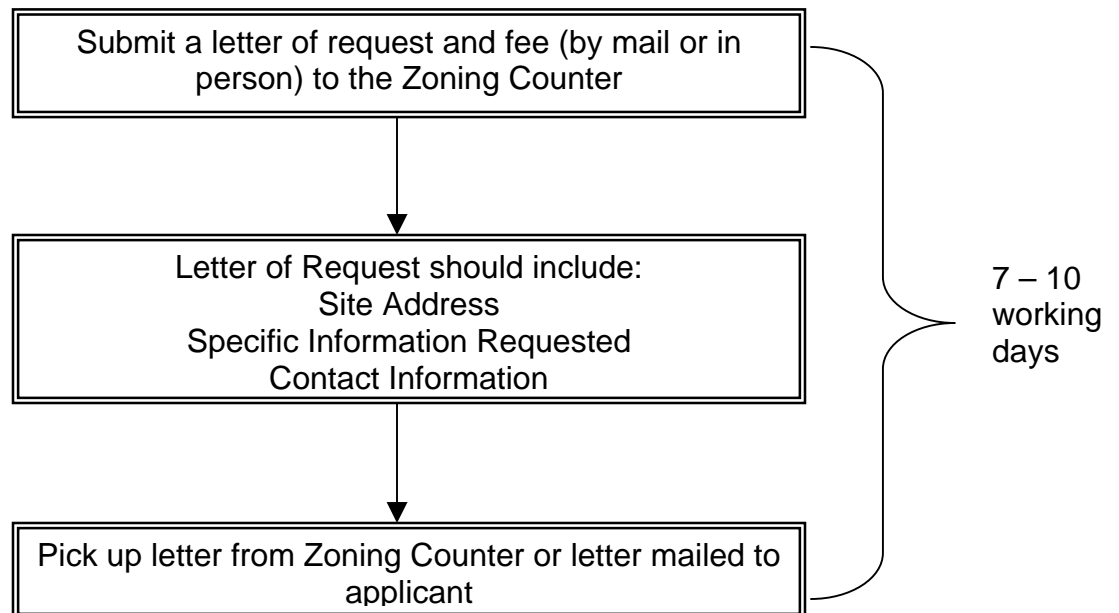 Submit a letter of request and fee (by mail or in
person) to the Zoning Counter
Letter of Request should include:
Site Address
Specific Information Requested
Contact Information
7 – 10
working
days
Pick up letter from Zoning Counter or letter mailed to
applicant